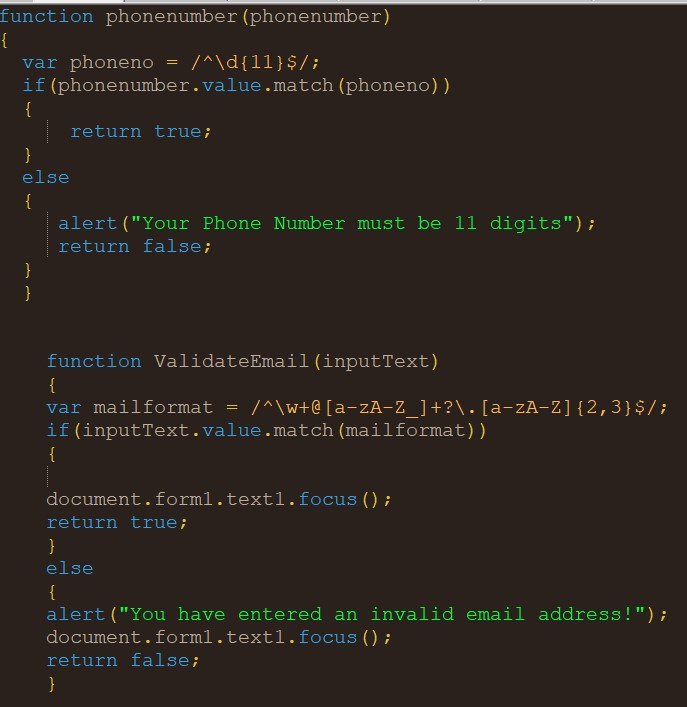 function phonenumber(phonenumber)
{
var phoneno = /^\d{11}$/;
if(phonenumber.value.match(phoneno))
{
return true;
}
else
{
alert("Your Phone Number must be 11 digits");
return false;
}
}
function ValidateEmail(inputText)
{
var mailformat = /^\w+@[a-zA-Z_]+?\.[a-zA-Z]{2,3}$/;
if(inputText.value.match(mailformat))
{
document.form1.text1.focus();
return true;
}
else
{
alert("You have entered an invalid email address!");
document.form1.text1.focus();
return false;
}